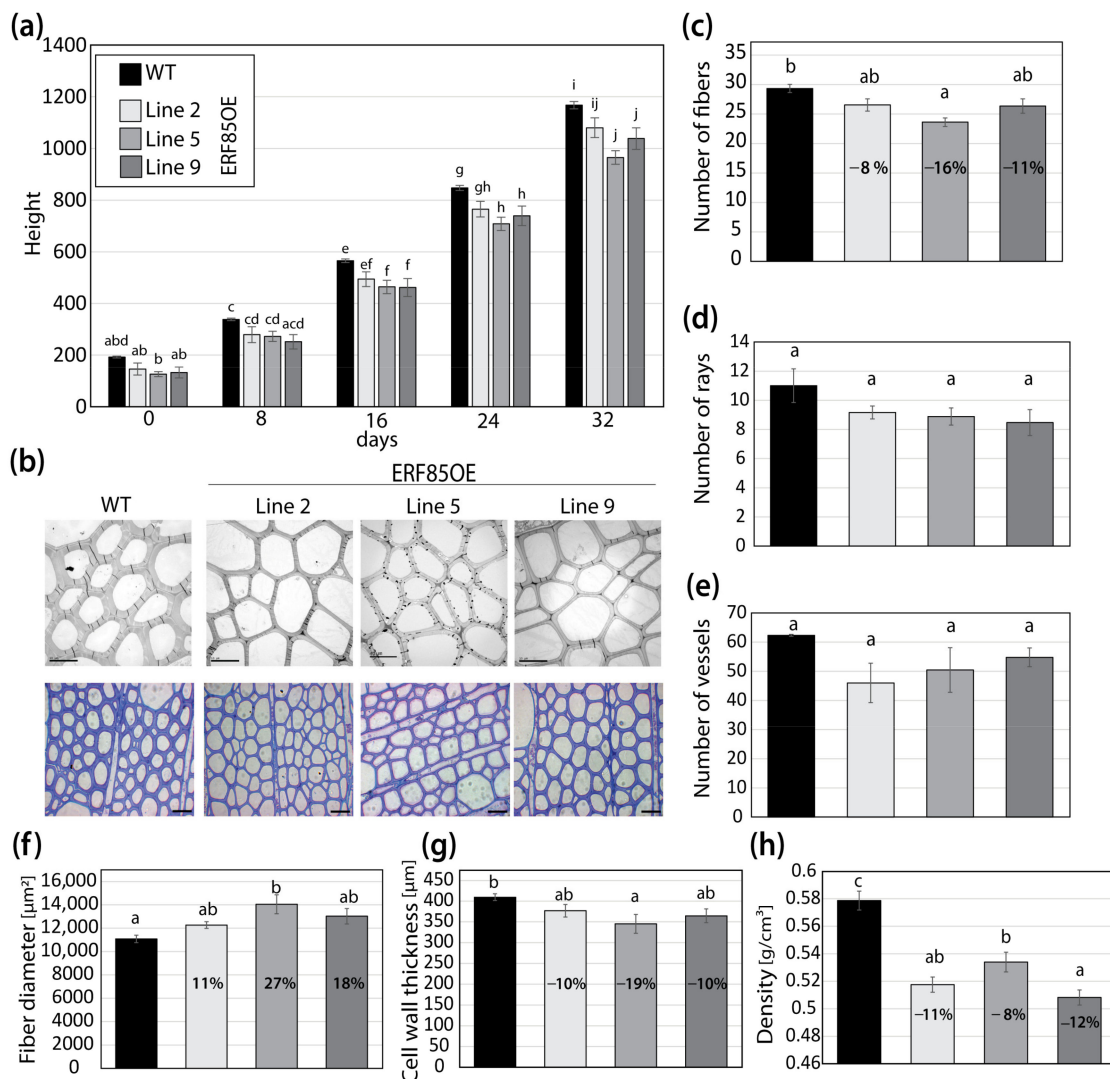 (a)
1400
1200
1000
800
600
400
200
0
Height
WT
Line 2
Line 5
Line 9
ERF85OE
abd
ab
b
ab
c
cd
cd
acd
e
ef
f
f
g
gh
h
h
i
ij
j
j
0
8
16
24
32
days
(b)
ERF85OE
WT
Line 2
Line 5
Line 9
(c)
35
30
25
20
15
10
5
0
Number of fibers
b
ab
a
ab
−8 %
−16%
−11%
(d)
14
12
10
8
6
4
2
0
Number of rays
a
a
a
a
(e)
70
60
50
40
30
20
10
0
Number of vessels
a
a
a
a
(f)
16,000
14,000
12,000
10,000
8000
6000
4000
2000
0
Fiber diameter [µm²]
a
ab
b
ab
11%
27%
18%
(g)
450
400
350
300
250
200
150
100
50
0
Cell wall thickness [µm]
b
ab
a
ab
−10%
−19%
−10%
(h)
0.6
0.58
0.56
0.54
0.52
0.5
0.48
0.46
Density [g/cm³]
c
ab
b
a
−11%
− 8%
−12%